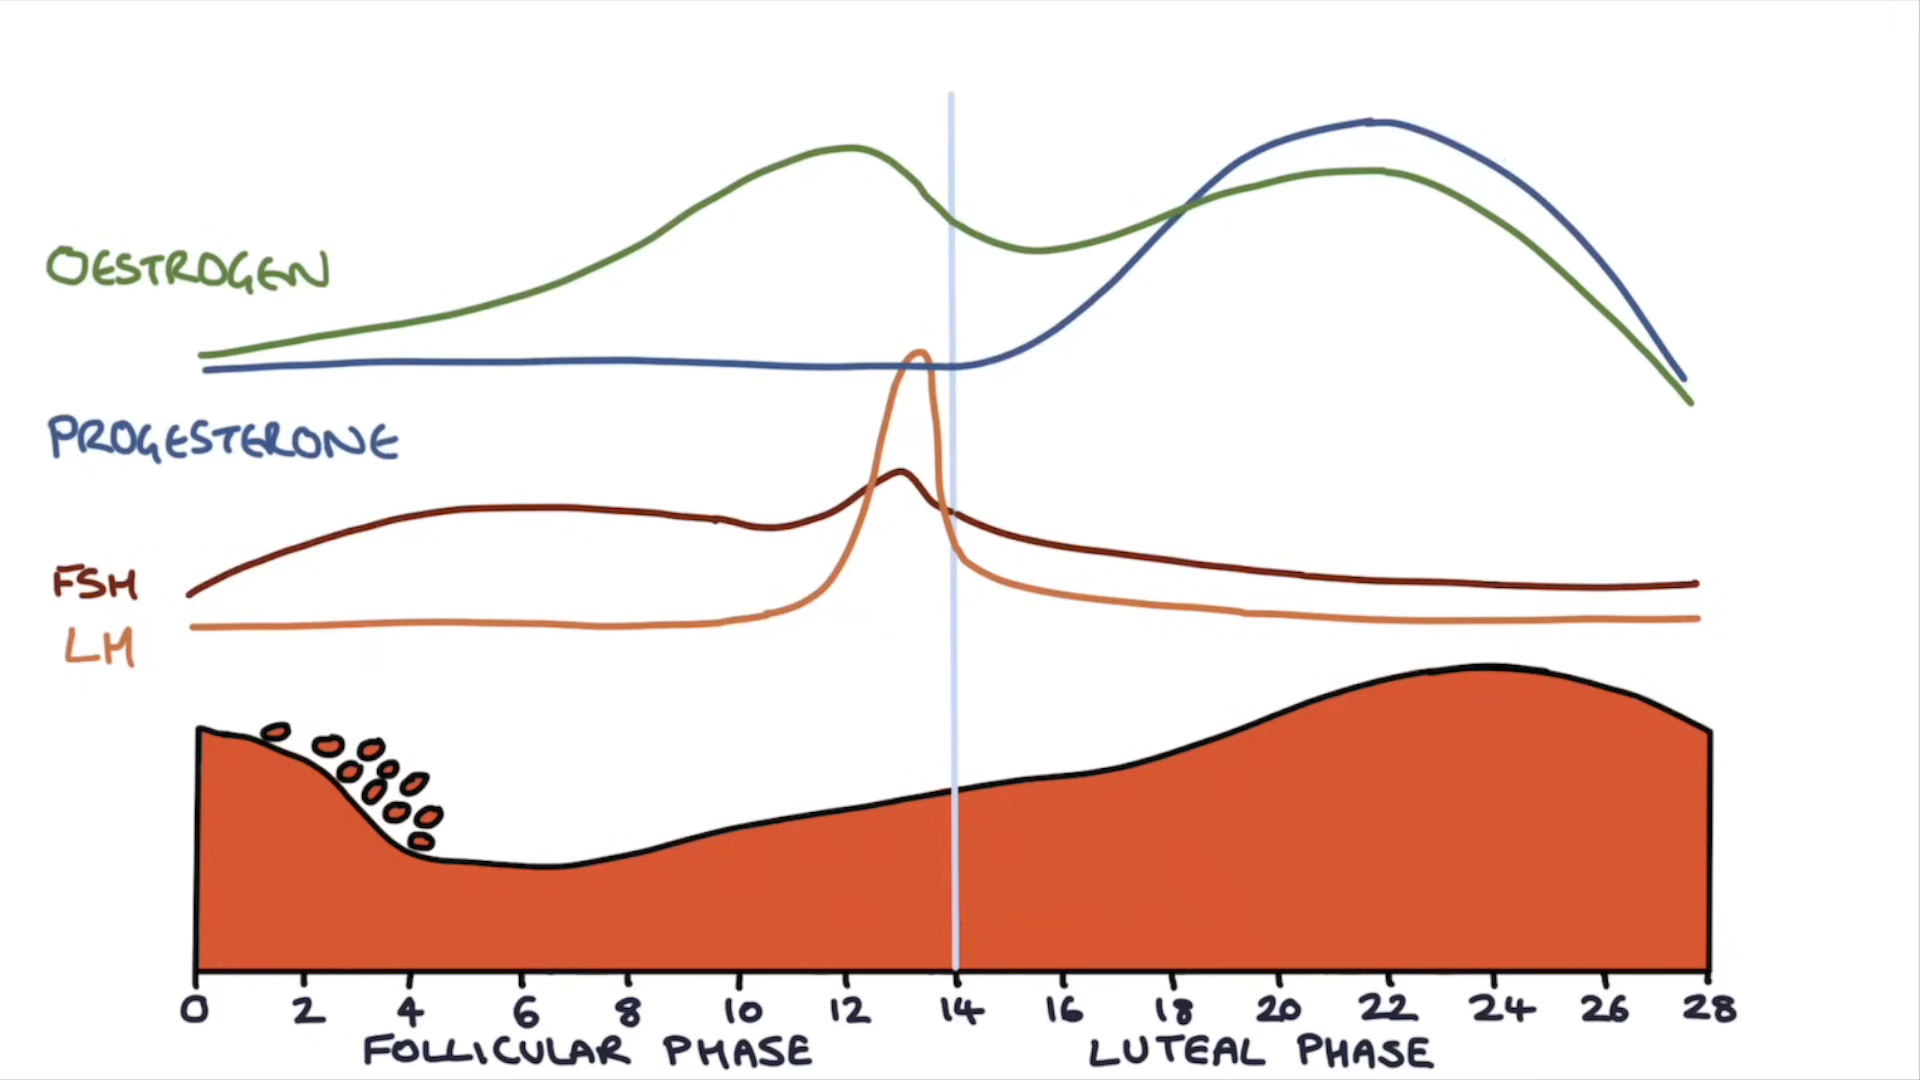 OESTROGEN
PROGESTERONE
FSH
LH
0 2 4 6 8 10 12 14 16 18 20 22 24 26 28
FOLLICULAR PHASE LUTEAL PHASE